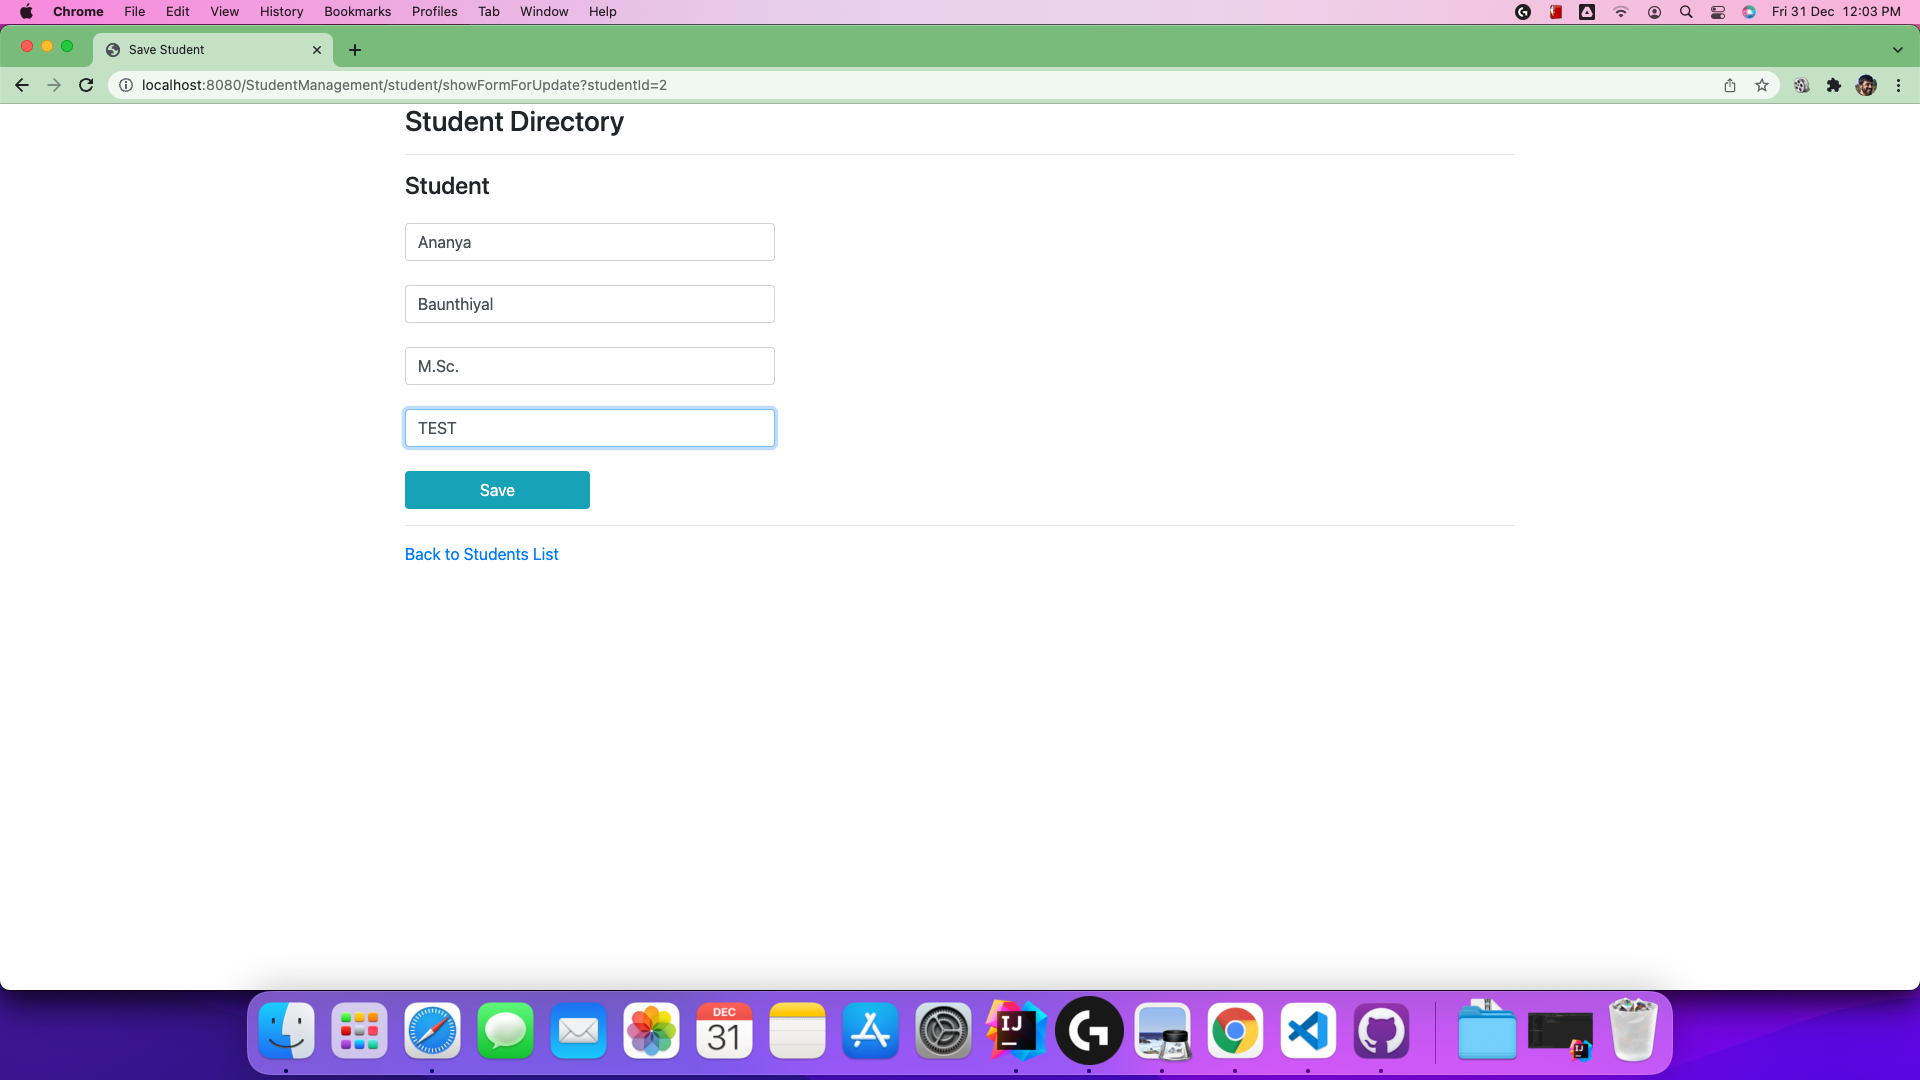 Chrome File Edit View History Bookmarks Profiles Tab Window Help Fri 31 Dec 12:03 PM
Save Student
localhost:8080/StudentManagement/student/showFormForUpdate?studentId=2
Student Directory
Student
Ananya
Baunthiyal
M.Sc.
TEST
Save
Back to Students List
DEC
31
IJ